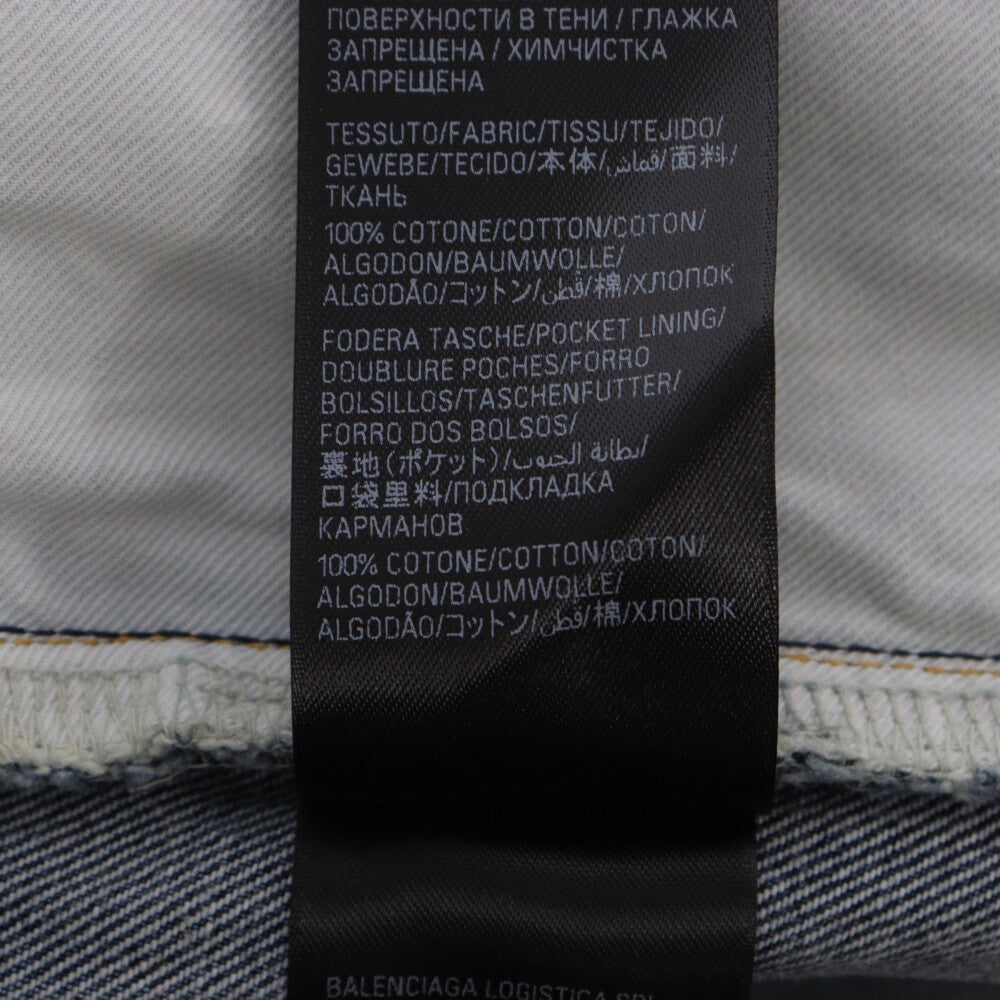 ПОВЕРХНОСТИ В ТЕНИ / ГЛАЖКА
ЗАПРЕЩЕНА / ХИМЧИСТКА
ЗАПРЕЩЕНА
TESSUTO/FABRIC/TISSU/TEJIDO/
GEWEBE/TECIDO/本体/قماش/面料/
ТКАНЬ
100% COTONE/COTTON/COTON/
ALGODON/BAUMWOLLE/
ALGODÃO/コットン/قطن/棉/ХЛОПОК
FODERA TASCHE/POCKET LINING/
DOUBLURE POCHES/FORRO
BOLSILLOS/TASCHENFUTTER/
FORRO DOS BOLSOS/
裏地(ポケット)/بطانة الجيوب/
口袋里料/ПОДКЛАДКА
КАРМАНОВ
100% COTONE/COTTON/COTON/
ALGODON/BAUMWOLLE/
ALGODÃO/コットン/قطن/棉/ХЛОПОК
BALENCIAGA LOGISTICA SRL